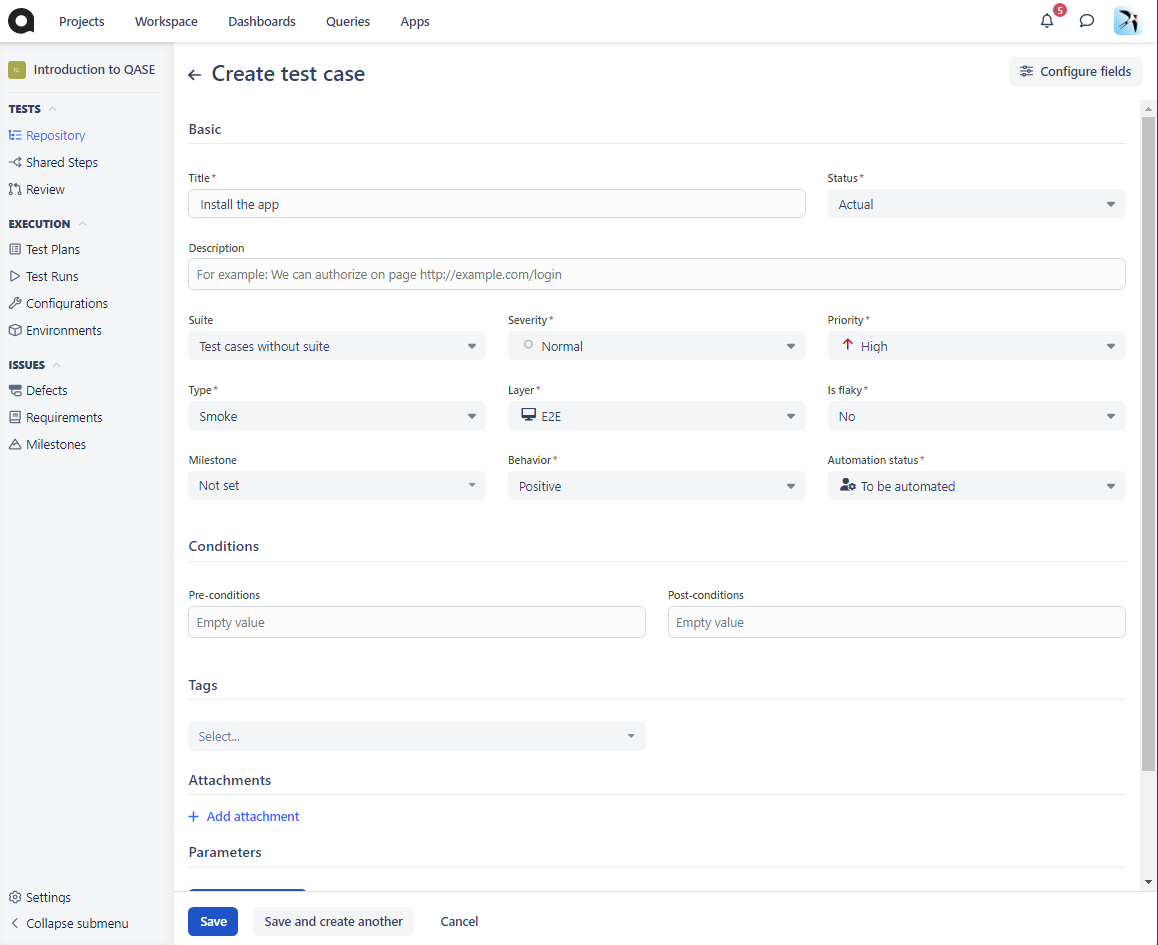 Projects Workspace Dashboards Queries Apps 5
Introduction to QASE
TESTS
Repository
Shared Steps
Review
EXECUTION
Test Plans
Test Runs
Configurations
Environments
ISSUES
Defects
Requirements
Milestones
Settings
Collapse submenu
Create test case Configure fields
Basic
Title* Status*
Install the app Actual
Description
For example: We can authorize on page http://example.com/login
Suite Severity* Priority*
Test cases without suite Normal High
Type* Layer* Is flaky*
Smoke E2E No
Milestone Behavior* Automation status*
Not set Positive To be automated
Conditions
Pre-conditions Post-conditions
Empty value Empty value
Tags
Select...
Attachments
+ Add attachment
Parameters
Save Save and create another Cancel